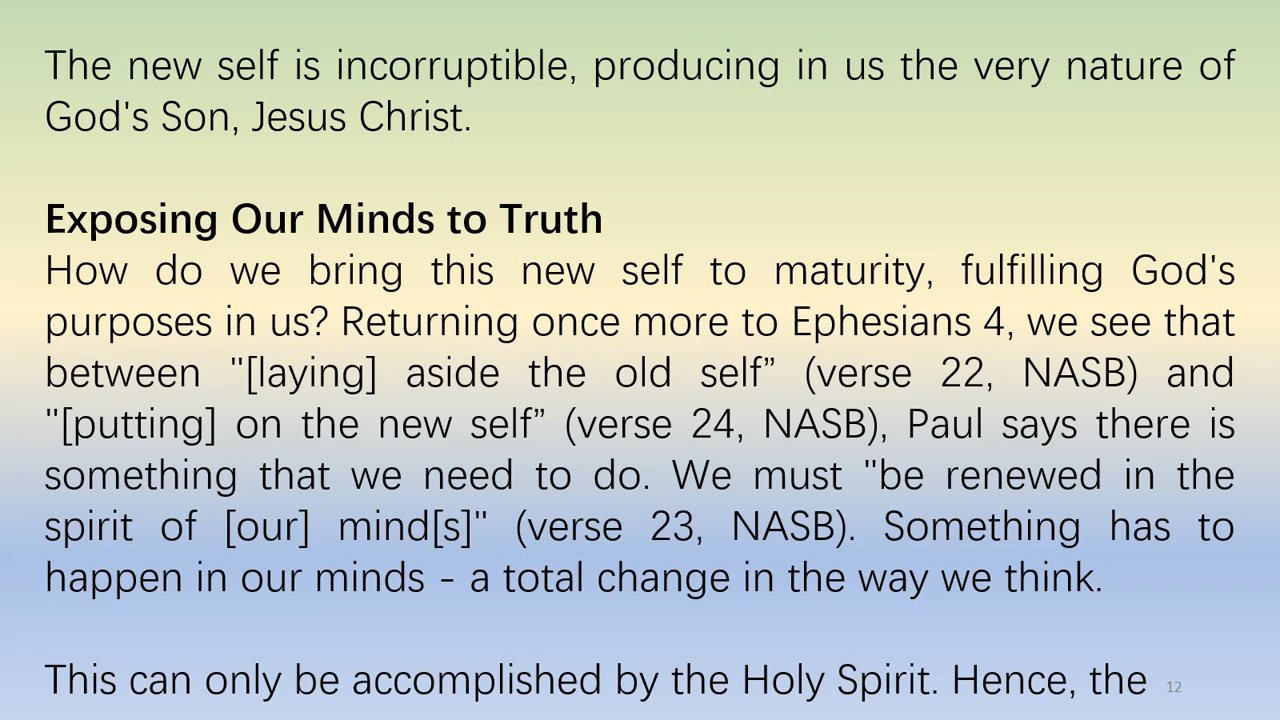 The new self is incorruptible, producing in us the very nature of
God's Son, Jesus Christ.
Exposing Our Minds to Truth
How do we bring this new self to maturity, fulfilling God's
purposes in us? Returning once more to Ephesians 4, we see that
between "[laying] aside the old self” (verse 22, NASB) and
"[putting] on the new self” (verse 24, NASB), Paul says there is
something that we need to do. We must "be renewed in the
spirit of [our] mind[s]" (verse 23, NASB). Something has to
happen in our minds - a total change in the way we think.
This can only be accomplished by the Holy Spirit. Hence, the
12